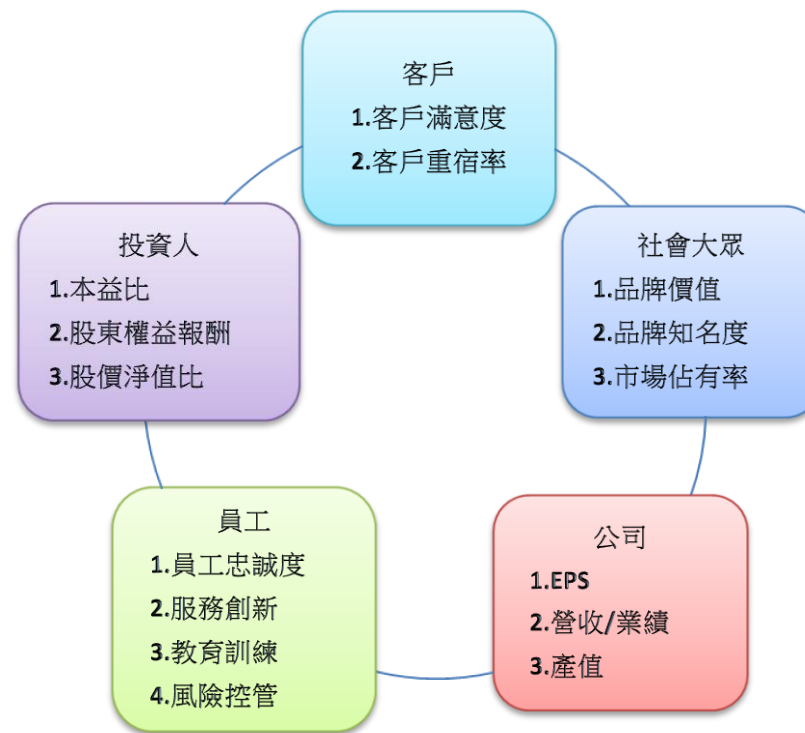 客戶
1.客戶滿意度
2.客戶重宿率
投資人
1.本益比
2.股東權益報酬
3.股價淨值比
社會大眾
1.品牌價值
2.品牌知名度
3.市場佔有率
員工
1.員工忠誠度
2.服務創新
3.教育訓練
4.風險控管
公司
1.EPS
2.營收/業績
3.產值